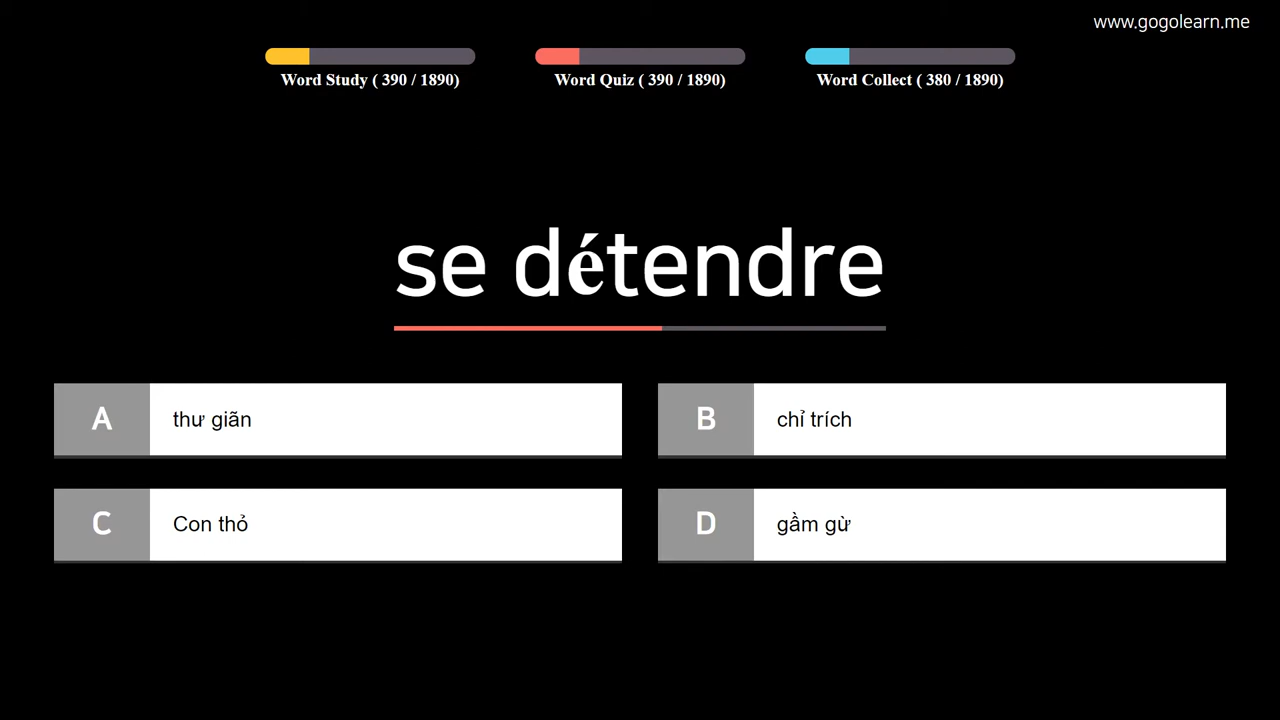 www.gogolearn.me
Word Study ( 390 / 1890)
Word Quiz ( 390 / 1890)
Word Collect ( 380 / 1890)
se détendre
A thư giãn
B chỉ trích
C Con thỏ
D gầm gừ